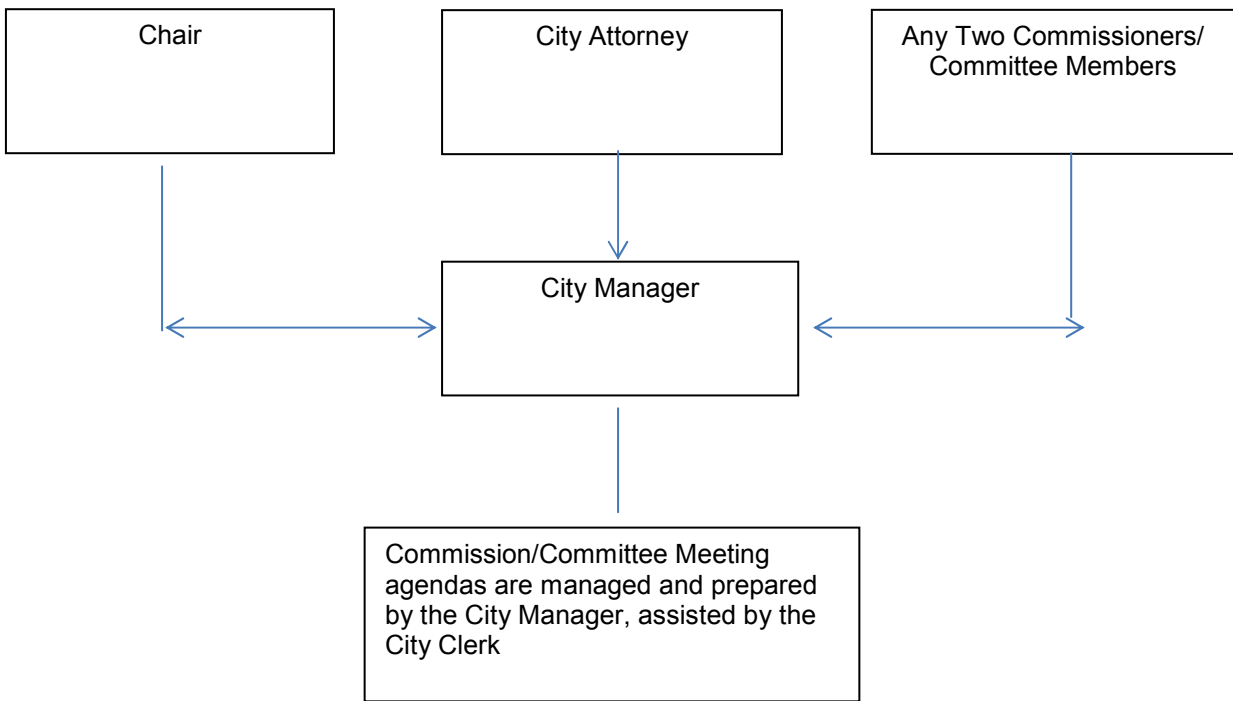 Chair
City Attorney
Any Two Commissioners/
Committee Members
City Manager
Commission/Committee Meeting
agendas are managed and prepared
by the City Manager, assisted by the
City Clerk